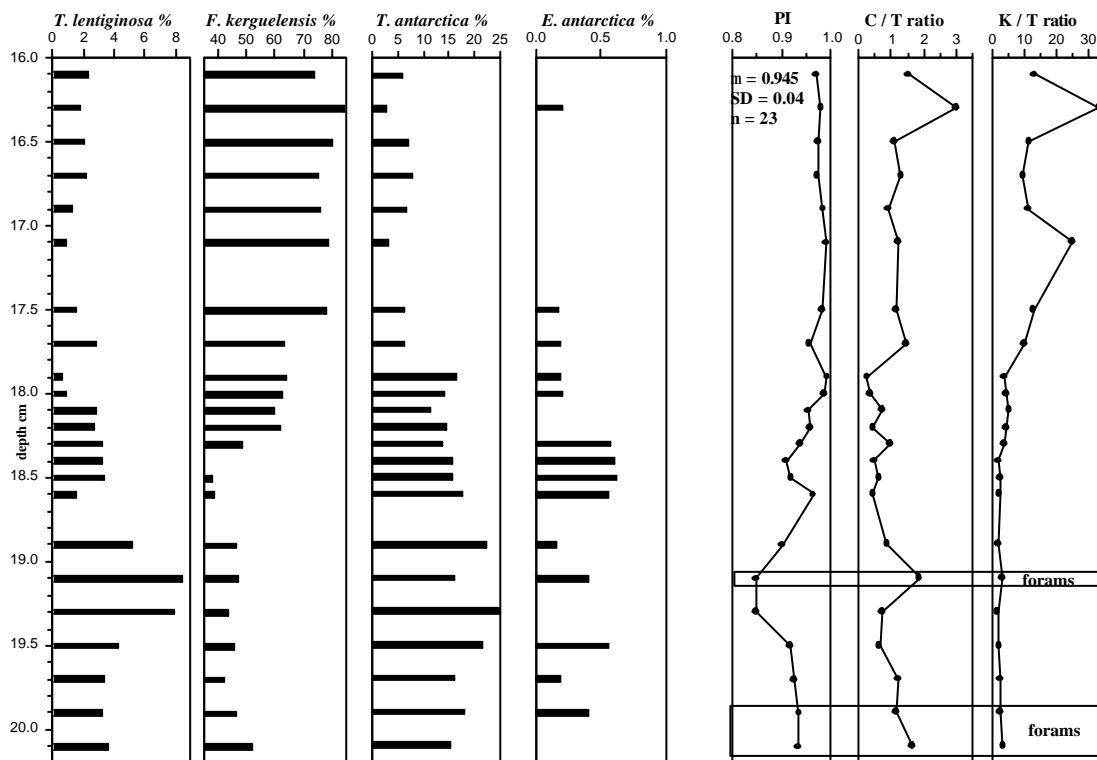 T. lentiginosa % F. kerguelensis % T. antarctica % E. antarctica % PI C / T ratio K / T ratio
0 2 4 6 8 40 50 60 70 80 0 5 10 15 20 25 0.0 0.5 1.0 0.8 0.9 1.0 0 1 2 3 0 10 20 30
16.0
m = 0.945
SD = 0.04
n = 23
16.5
17.0
17.5
18.0
depth cm
18.5
19.0
forams
19.5
20.0
forams